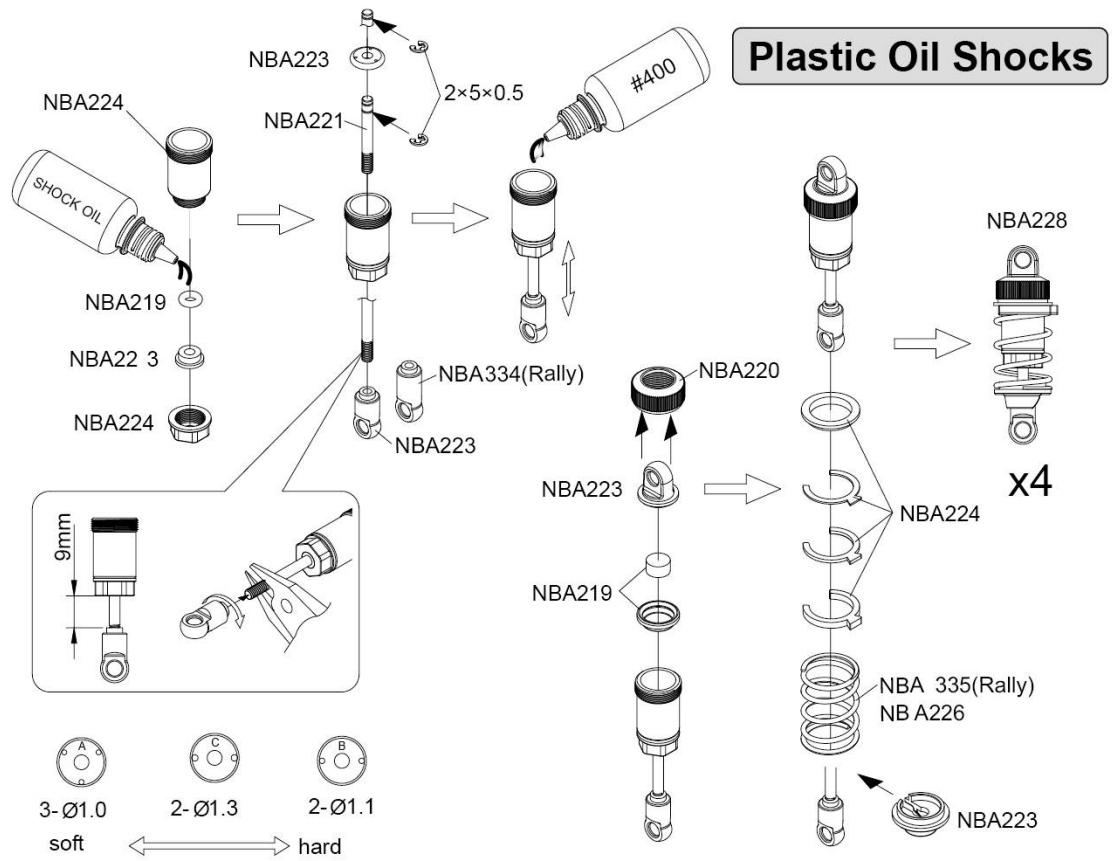 Plastic Oil Shocks
NBA223
NBA224
2×5×0.5
#400
NBA221
SHOCK OIL
NBA228
NBA219
NBA22 3
NBA334(Rally)
NBA220
NBA224
NBA223
x4
NBA223
NBA224
9mm
NBA219
NBA 335(Rally)
NB A226
A
C
B
3-Ø1.0
2-Ø1.3
2-Ø1.1
NBA223
soft
hard